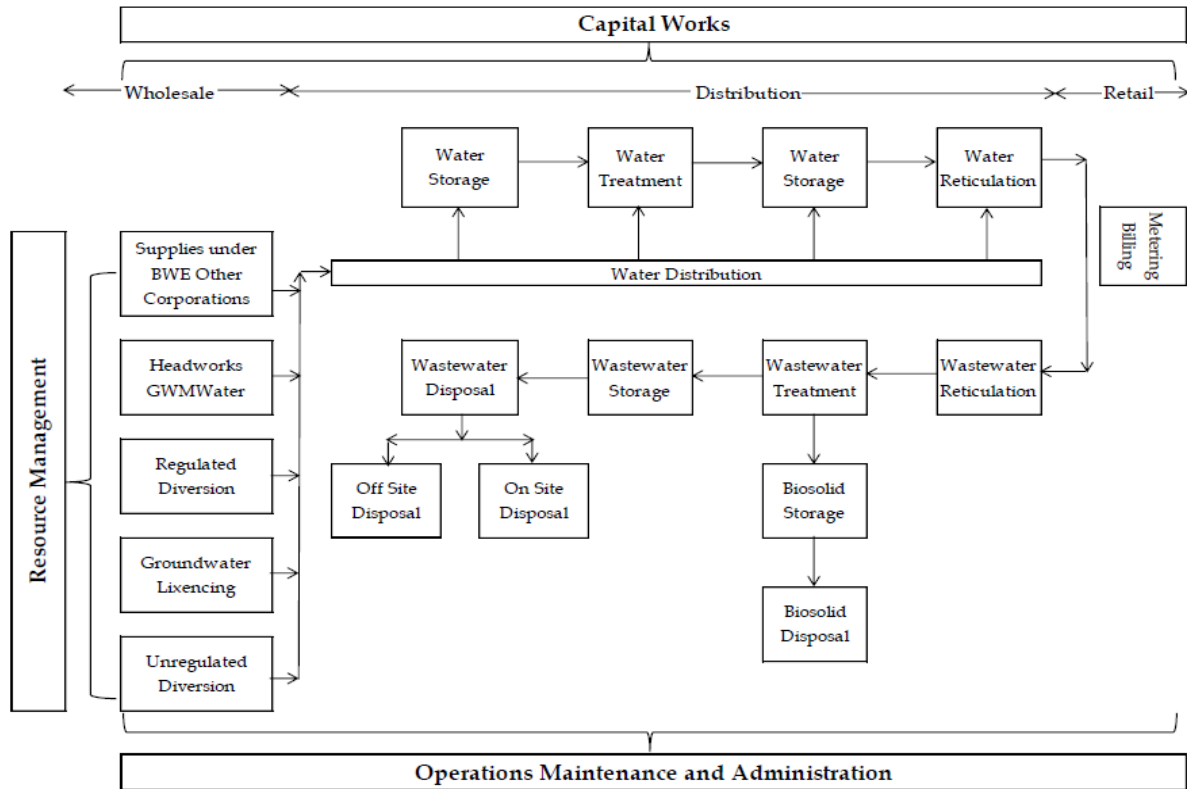 Capital Works
Wholesale
Distribution
Retail
Water
Storage
Water
Treatment
Water
Storage
Water
Reticulation
Metering
Billing
Supplies under
BWE Other
Corporations
Water Distribution
Resource Management
Headworks
GWMWater
Wastewater
Disposal
Wastewater
Storage
Wastewater
Treatment
Wastewater
Reticulation
Regulated
Diversion
Off Site
Disposal
On Site
Disposal
Biosolid
Storage
Groundwater
Lixencing
Biosolid
Disposal
Unregulated
Diversion
Operations Maintenance and Administration